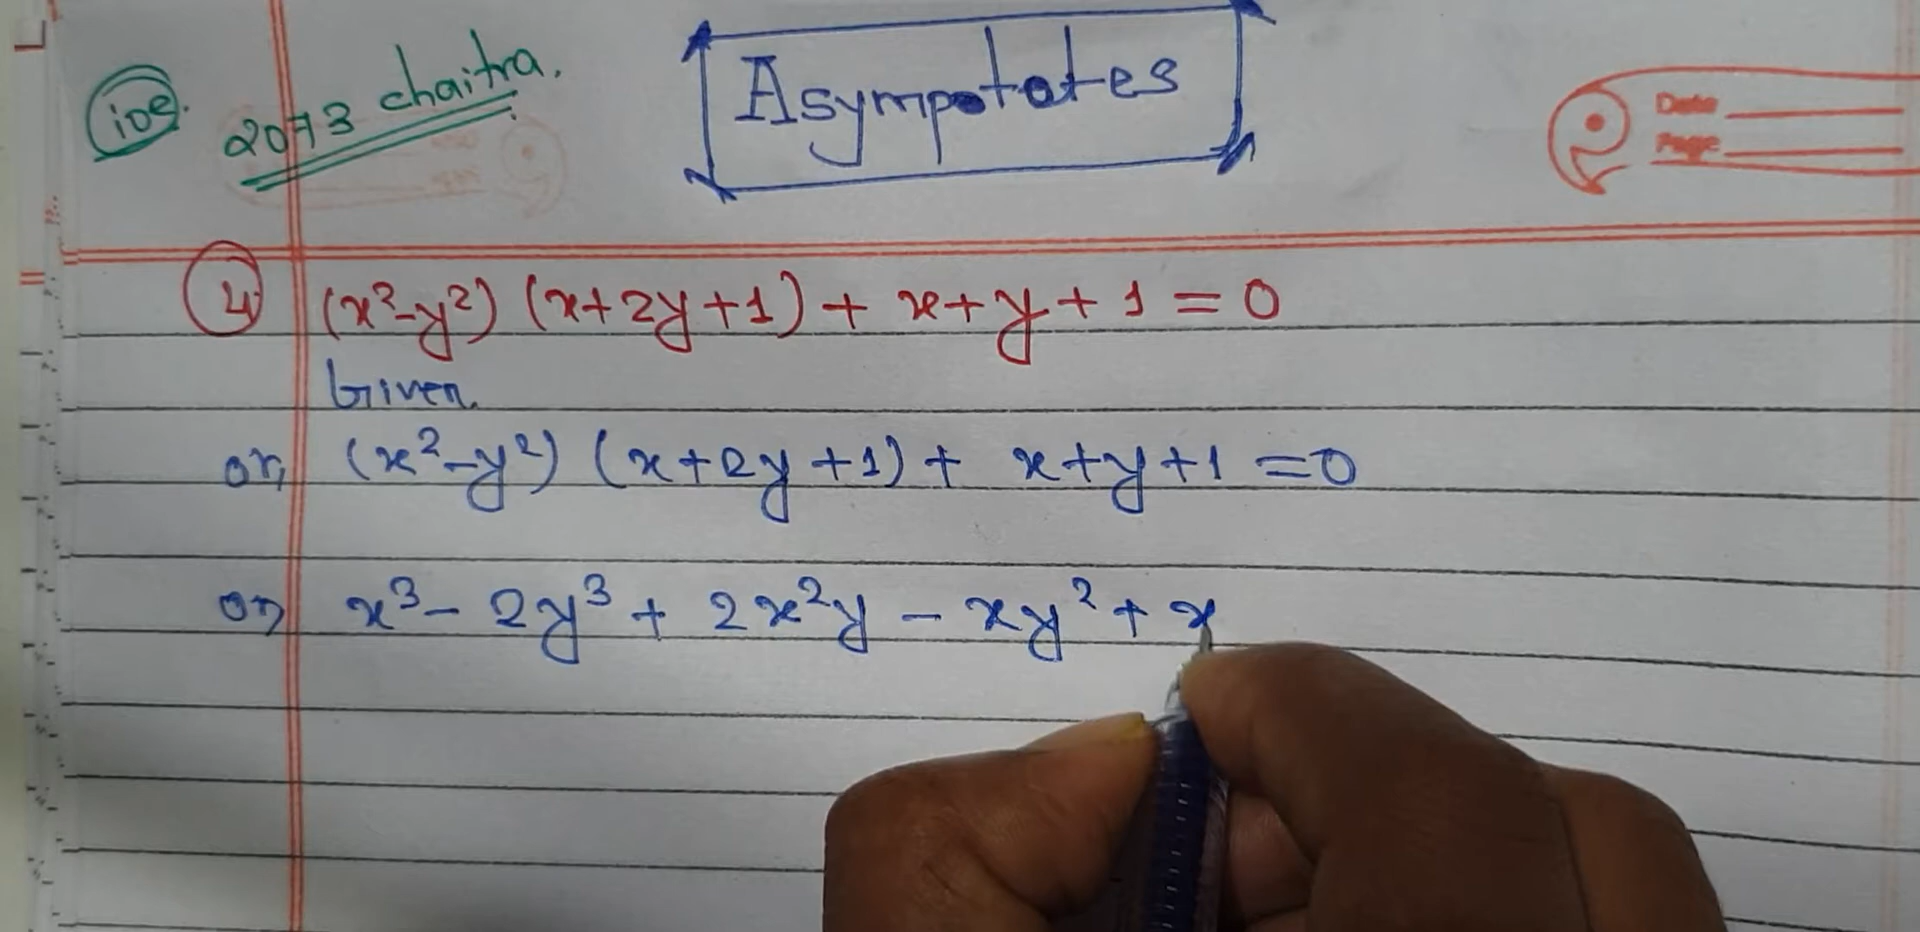 ioe.
2073 chaitra.
Asympototes
Date
Page
4. (x²-y²) (x+2y+1) + x+y+1 = 0
Given.
or, (x²-y²) (x+2y+1) + x+y+1 = 0
or, x³ - 2y³ + 2x²y - xy² + x